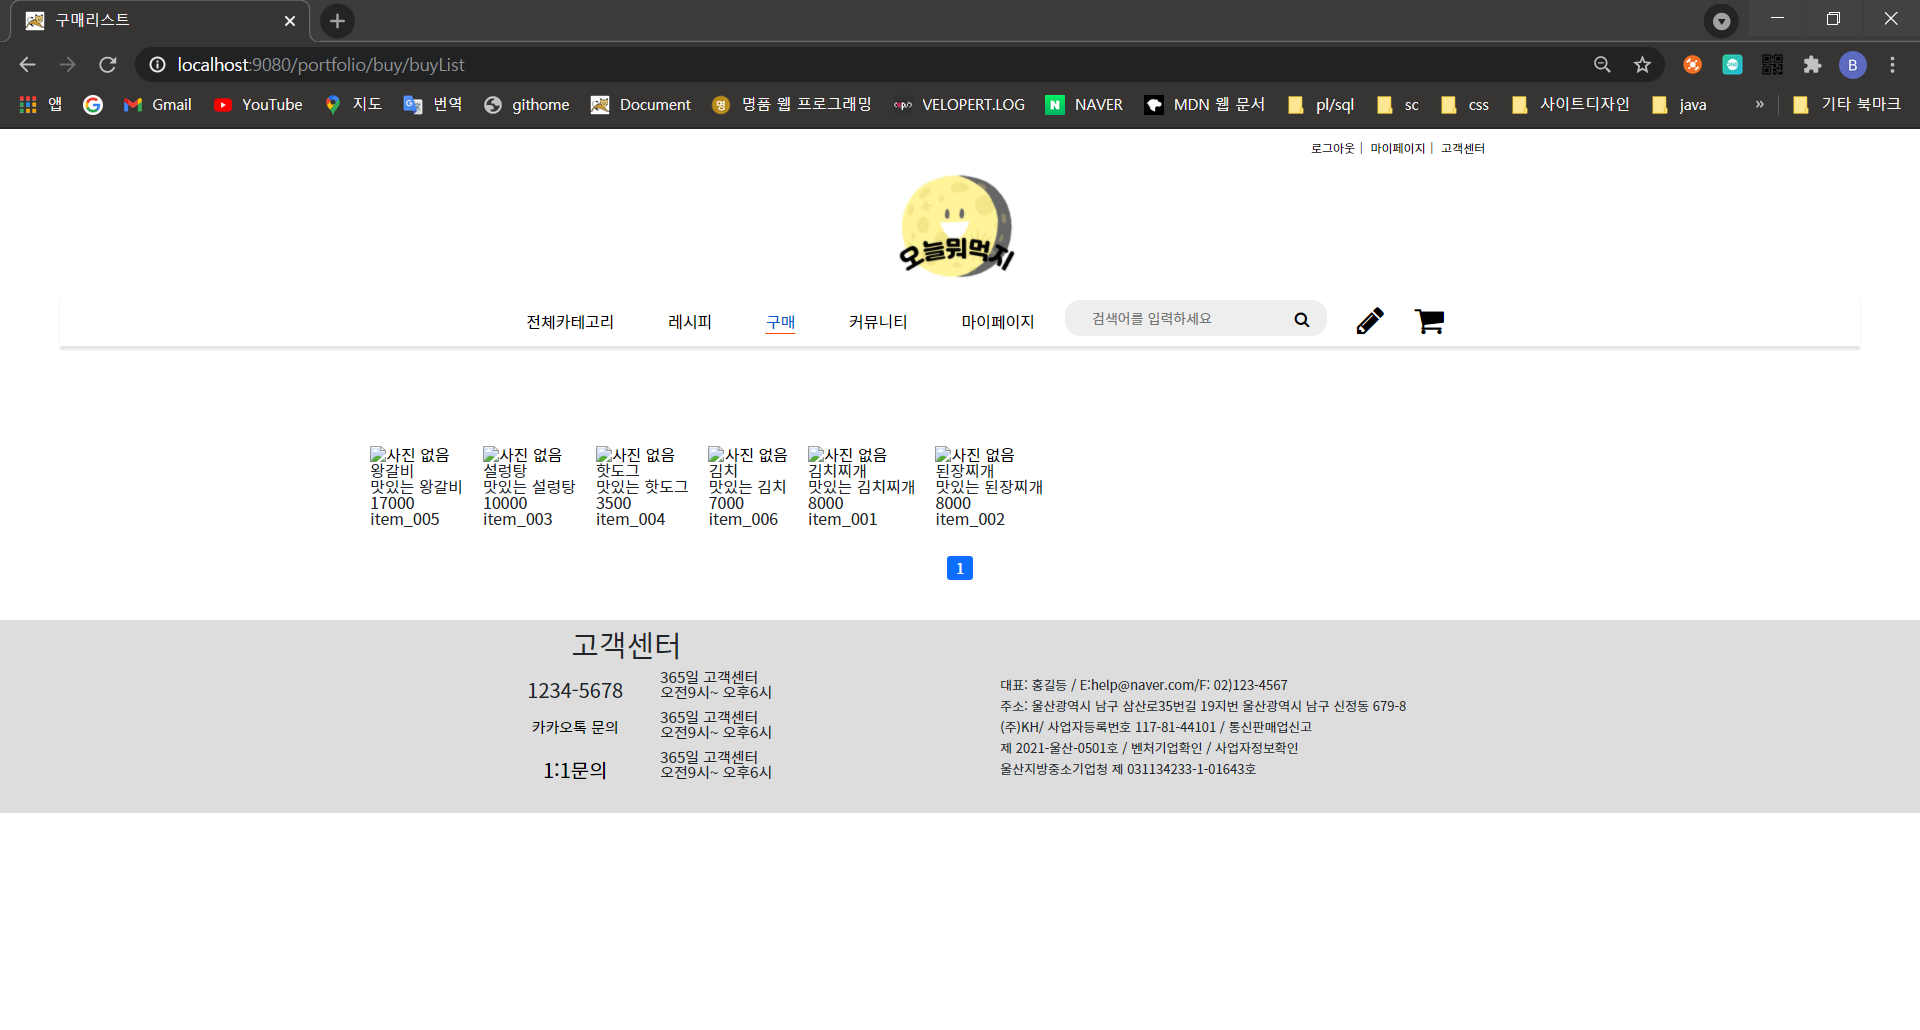 구매리스트
localhost:9080/portfolio/buy/buyList
B
앱 Gmail YouTube 지도 번역 githome Document 명품 웹 프로그래밍 VELOPERT.LOG NAVER MDN 웹 문서 pl/sql sc css 사이트디자인 java » 기타 북마크
로그아웃 | 마이페이지 | 고객센터
오늘뭐먹지
전체카테고리 레시피 구매 커뮤니티 마이페이지 검색어를 입력하세요
사진 없음 사진 없음 사진 없음 사진 없음 사진 없음 사진 없음
왕갈비 설렁탕 핫도그 김치 김치찌개 된장찌개
맛있는 왕갈비 맛있는 설렁탕 맛있는 핫도그 맛있는 김치 맛있는 김치찌개 맛있는 된장찌개
17000 10000 3500 7000 8000 8000
item_005 item_003 item_004 item_006 item_001 item_002
1
고객센터
1234-5678
365일 고객센터
오전9시~ 오후6시
카카오톡 문의
365일 고객센터
오전9시~ 오후6시
1:1문의
365일 고객센터
오전9시~ 오후6시
대표: 홍길등 / E:help@naver.com/F: 02)123-4567
주소: 울산광역시 남구 삼산로35번길 19지번 울산광역시 남구 신정동 679-8
(주)KH/ 사업자등록번호 117-81-44101 / 통신판매업신고
제 2021-울산-0501호 / 벤처기업확인 / 사업자정보확인
울산지방중소기업청 제 031134233-1-01643호